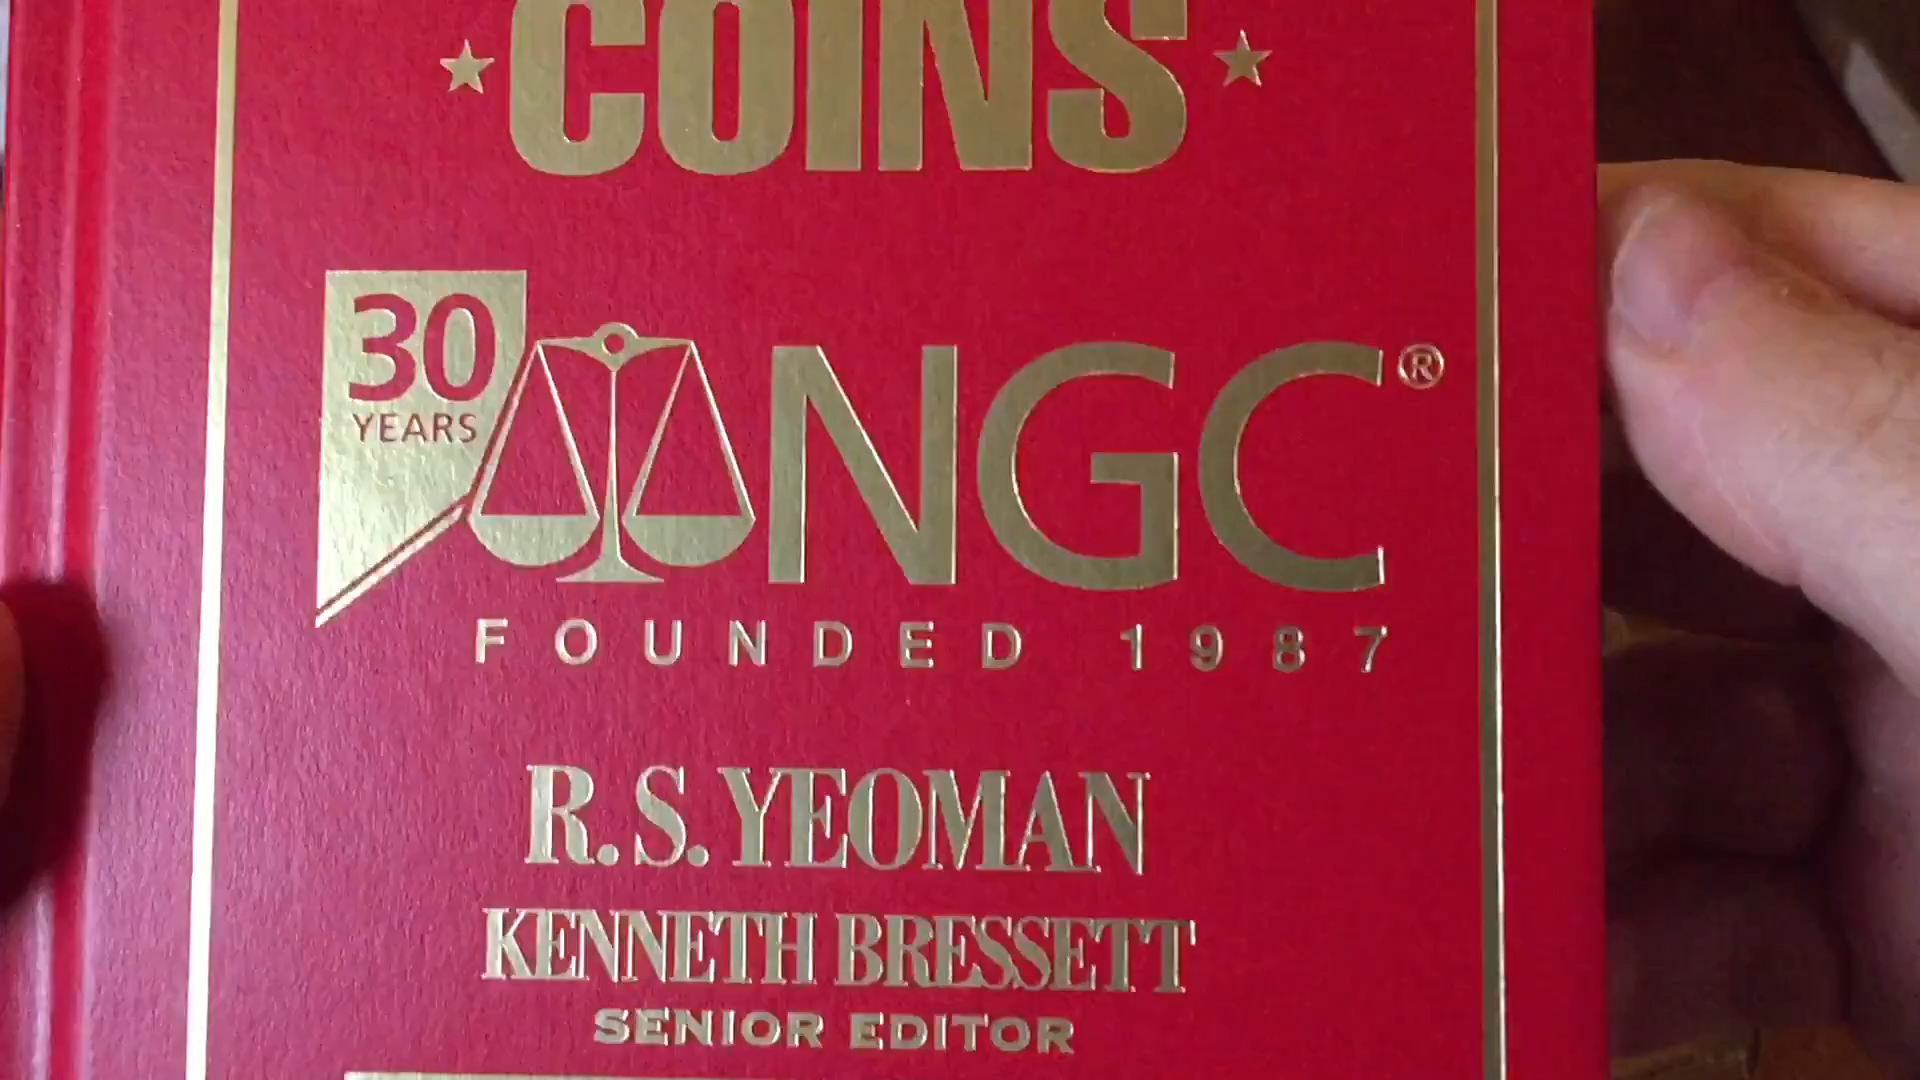 COINS
30
YEARS
NGC®
FOUNDED 1987
R.S. YEOMAN
KENNETH BRESSETT
SENIOR EDITOR